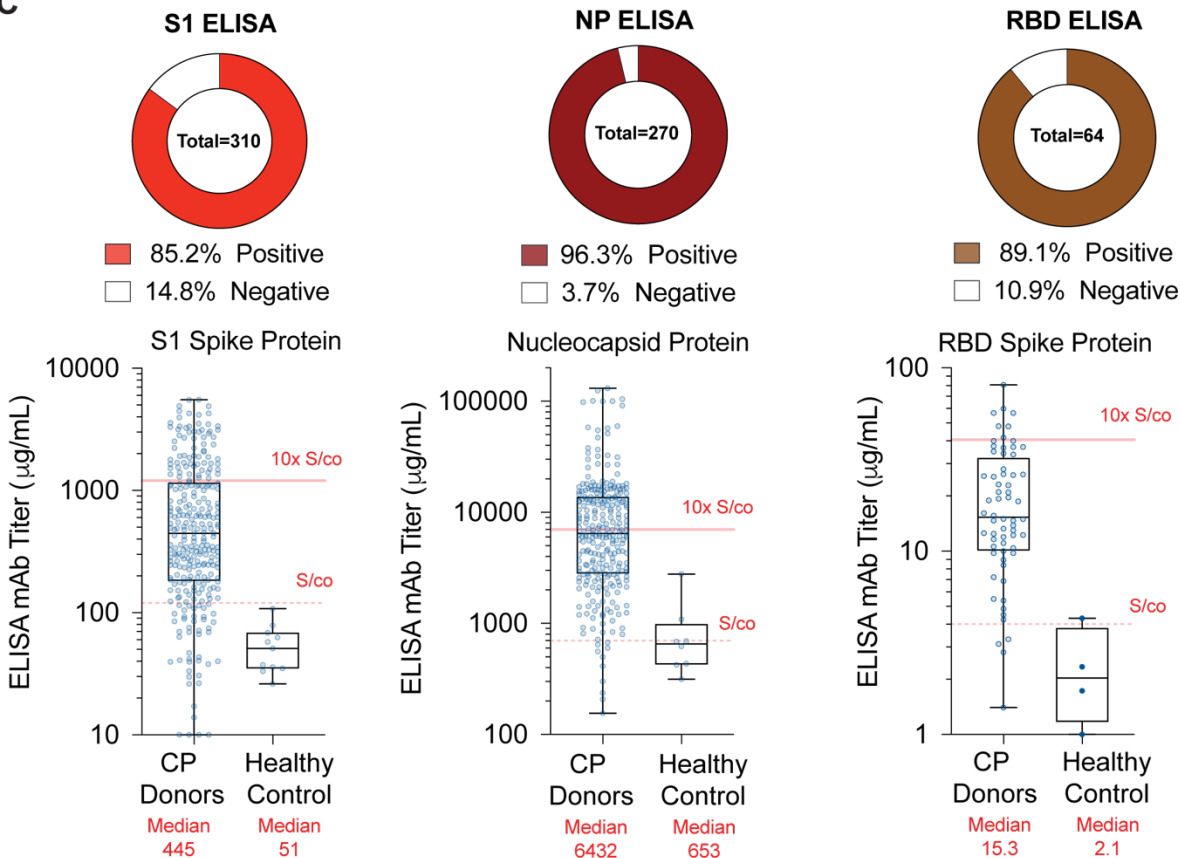 C
S1 ELISA
NP ELISA
RBD ELISA
Total=310
Total=270
Total=64
85.2% Positive
14.8% Negative
96.3% Positive
3.7% Negative
89.1% Positive
10.9% Negative
S1 Spike Protein
ELISA mAb Titer (μg/mL)
10000
1000
100
10
10x S/co
S/co
CP
Donors
Healthy
Control
Median
445
Median
51
Nucleocapsid Protein
ELISA mAb Titer (μg/mL)
100000
10000
1000
100
10x S/co
S/co
CP
Donors
Healthy
Control
Median
6432
Median
653
RBD Spike Protein
ELISA mAb Titer (μg/mL)
100
10
1
10x S/co
S/co
CP
Donors
Healthy
Control
Median
15.3
Median
2.1